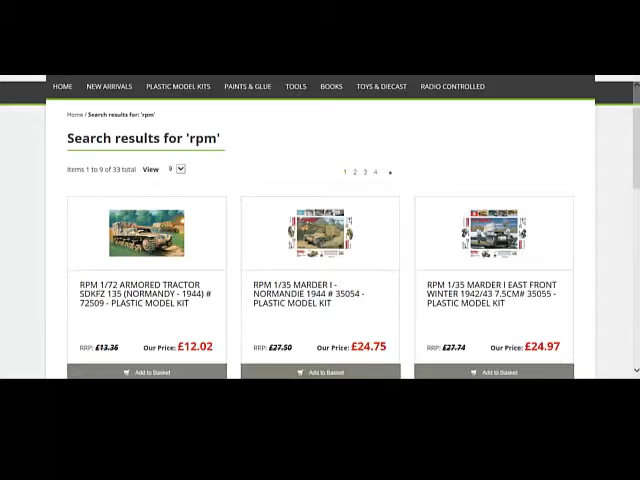 HOME NEW ARRIVALS PLASTIC MODEL KITS PAINTS & GLUE TOOLS BOOKS TOYS & DIECAST RADIO CONTROLLED
Home / Search results for: 'rpm'
Search results for 'rpm'
Items 1 to 9 of 33 total View 9
1 2 3 4
RPM 1/72 ARMORED TRACTOR
SDKFZ 135 (NORMANDY - 1944) #
72509 - PLASTIC MODEL KIT
RRP: £13.36 Our Price: £12.02
Add to Basket
RPM 1/35 MARDER I -
NORMANDIE 1944 # 35054 -
PLASTIC MODEL KIT
RRP: £27.50 Our Price: £24.75
Add to Basket
RPM 1/35 MARDER I EAST FRONT
WINTER 1942/43 7.5CM# 35055 -
PLASTIC MODEL KIT
RRP: £27.74 Our Price: £24.97
Add to Basket